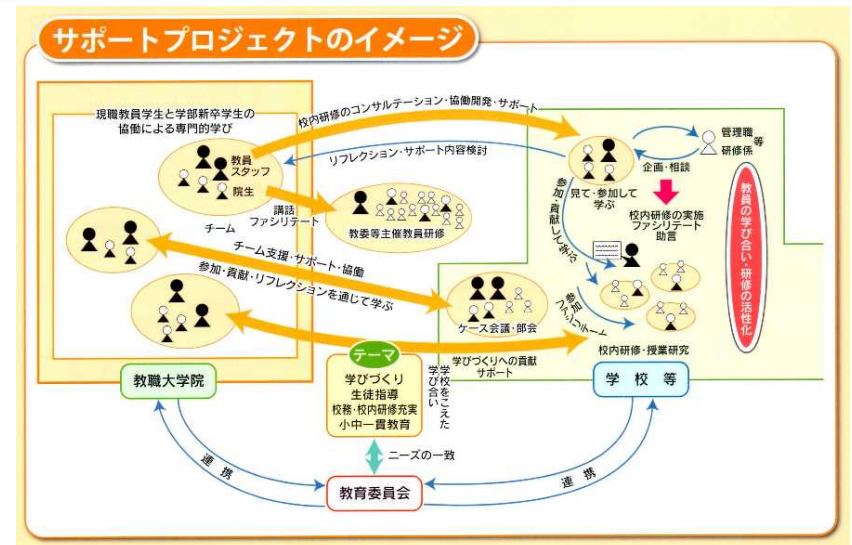 サポートプロジェクトのイメージ
現職教員学生と学部新卒学生の
協働による専門的学び
校内研修のコンサルテーション・協働開発・サポート
リフレクション・サポート内容検討
教員
スタッフ
院生
チーム
講話
ファシリテート
教委等主催教員研修
管理職
研修係
等
企画・相談
見て・参加して
学ぶ
参加・貢献して学ぶ
校内研修の実施
ファシリテート
助言
教員の学び合い・研修の活性化
チーム支援・サポート・協働
参加・貢献・リフレクションを通じて学ぶ
ケース会議・部会
参加
ファシリテート
校内研修・授業研究
学びづくりへの貢献
サポート
テーマ
学びづくり
生徒指導
校務・校内研修充実
小中一貫教育
学校をこえた
学び合い
教職大学院
学校等
ニーズの一致
連携
連携
教育委員会